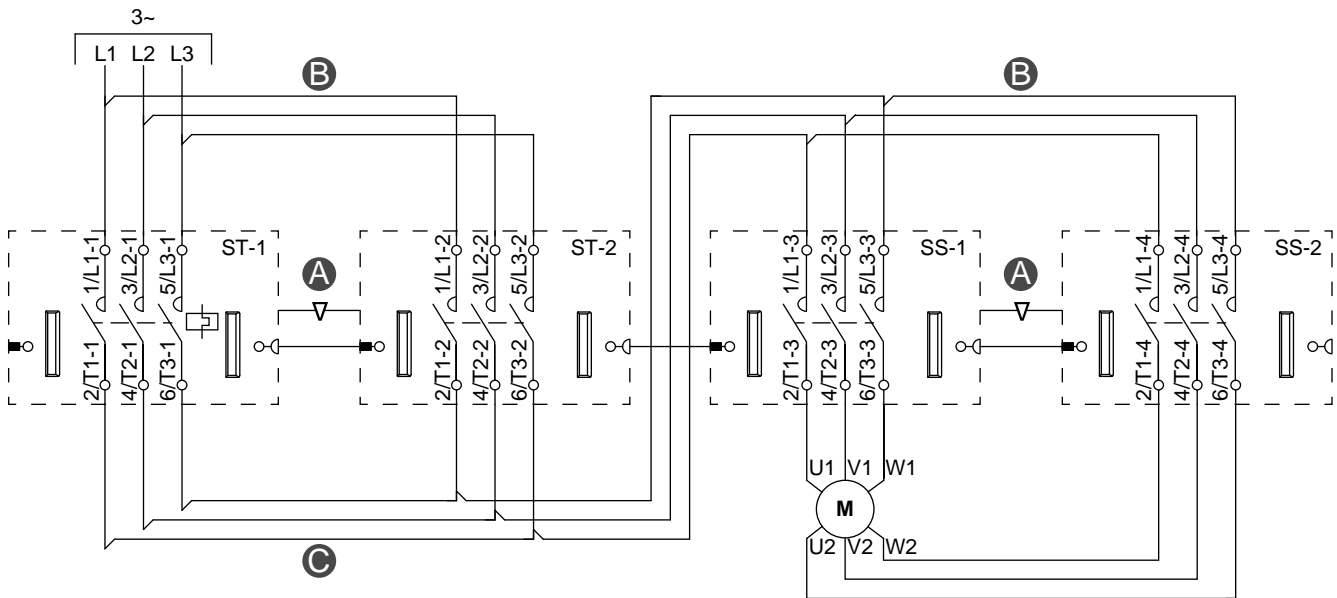 3~
L1 L2 L3
B B
ST-1 ST-2 SS-1 SS-2
1/L1-1 3/L2-1 5/L3-1 1/L1-2 3/L2-2 5/L3-2 1/L1-3 3/L2-3 5/L3-3 1/L1-4 3/L2-4 5/L3-4
A A
2/T1-1 4/T2-1 6/T3-1 2/T1-2 4/T2-2 6/T3-2 2/T1-3 4/T2-3 6/T3-3 2/T1-4 4/T2-4 6/T3-4
U1 V1 W1
M
U2 V2 W2
C